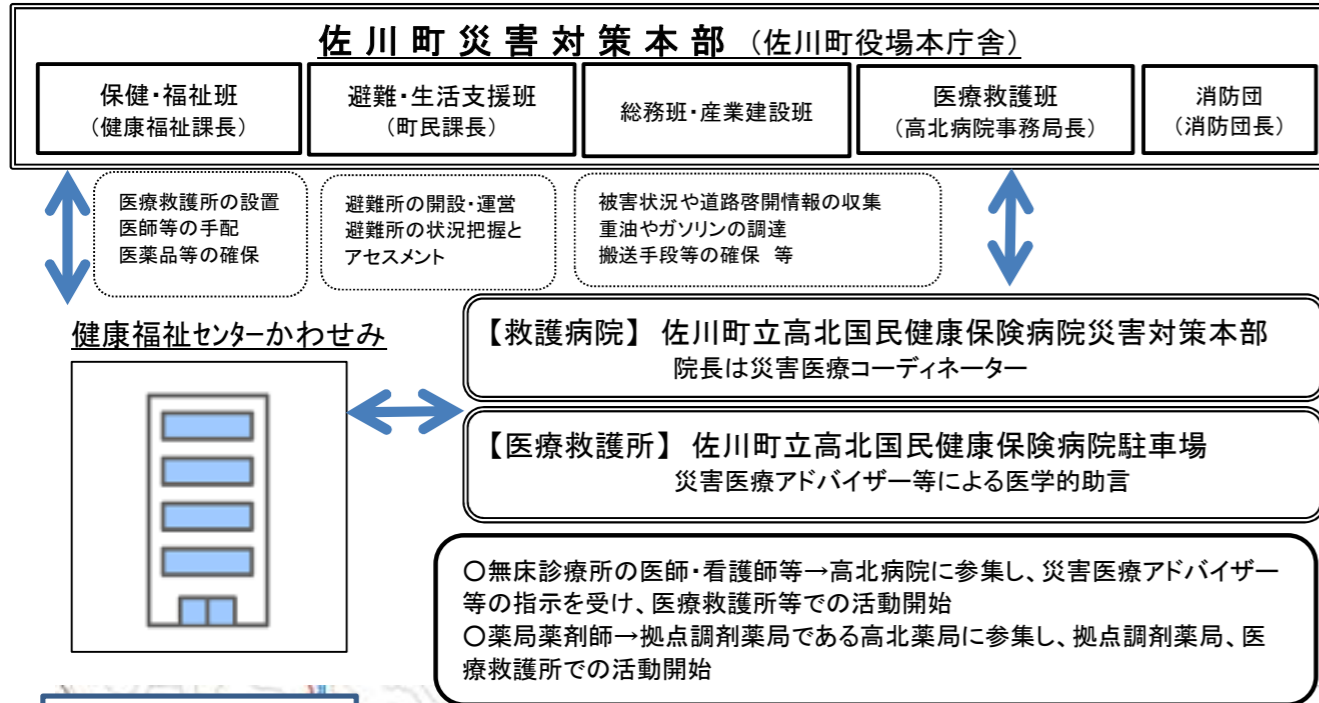 佐川町災害対策本部（佐川町役場本庁舎）
保健・福祉班
（健康福祉課長）
避難・生活支援班
（町民課長）
総務班・産業建設班
医療救護班
（高北病院事務局長）
消防団
（消防団長）
医療救護所の設置
医師等の手配
医薬品等の確保
避難所の開設・運営
避難所の状況把握と
アセスメント
被害状況や道路啓開情報の収集
重油やガソリンの調達
搬送手段等の確保　等
健康福祉センターかわせみ
【救護病院】 佐川町立高北国民健康保険病院災害対策本部
院長は災害医療コーディネーター
【医療救護所】 佐川町立高北国民健康保険病院駐車場
災害医療アドバイザー等による医学的助言
○無床診療所の医師・看護師等→高北病院に参集し、災害医療アドバイザー
等の指示を受け、医療救護所等での活動開始
○薬局薬剤師→拠点調剤薬局である高北薬局に参集し、拠点調剤薬局、医
療救護所での活動開始